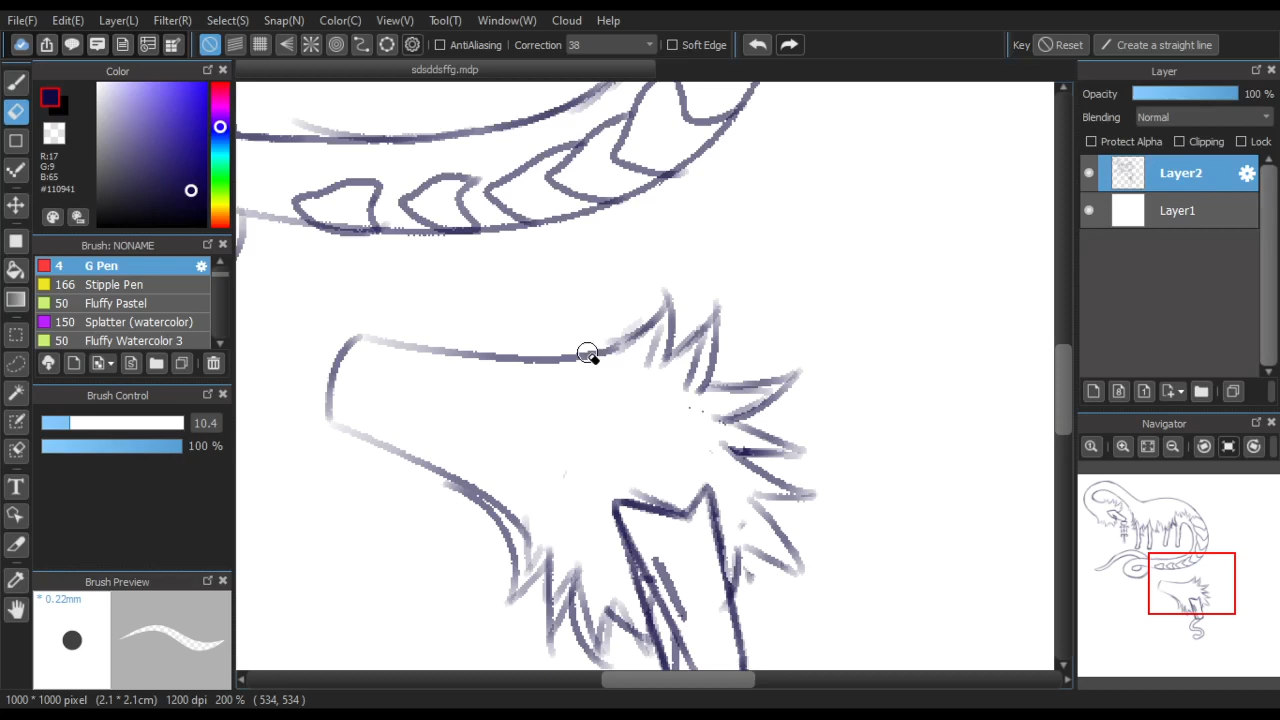 File(F) Edit(E) Layer(L) Filter(R) Select(S) Snap(N) Color(C) View(V) Tool(T) Window(W) Cloud Help
AntiAliasing Correction 38 Soft Edge Key Reset Create a straight line
sdsddsffg.mdp
Color
R:17
G:9
B:65
#110941
Brush: NONAME
4 G Pen
166 Stipple Pen
50 Fluffy Pastel
150 Splatter (watercolor)
50 Fluffy Watercolor 3
Brush Control
10.4
100 %
Brush Preview
* 0.22mm
Layer
Opacity 100 %
Blending Normal
Protect Alpha Clipping Lock
Layer2
Layer1
Navigator
1000 * 1000 pixel (2.1 * 2.1cm) 1200 dpi 200 % ( 534, 534 )